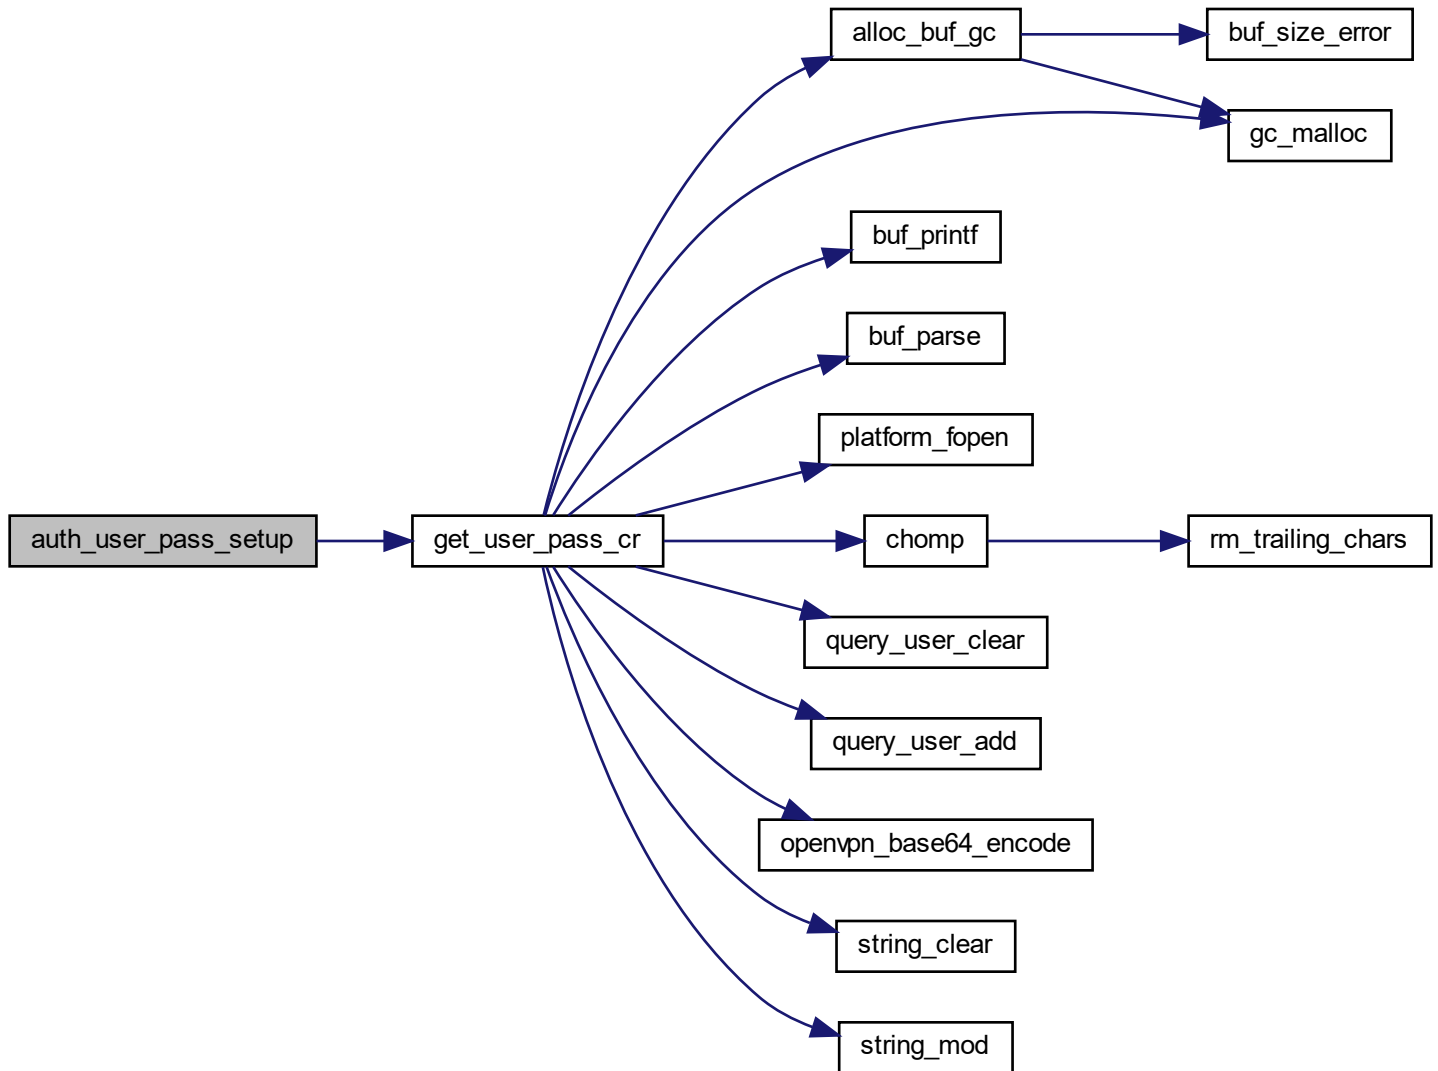 alloc_buf_gc
buf_size_error
gc_malloc
buf_printf
buf_parse
platform_fopen
auth_user_pass_setup
get_user_pass_cr
chomp
rm_trailing_chars
query_user_clear
query_user_add
openvpn_base64_encode
string_clear
string_mod